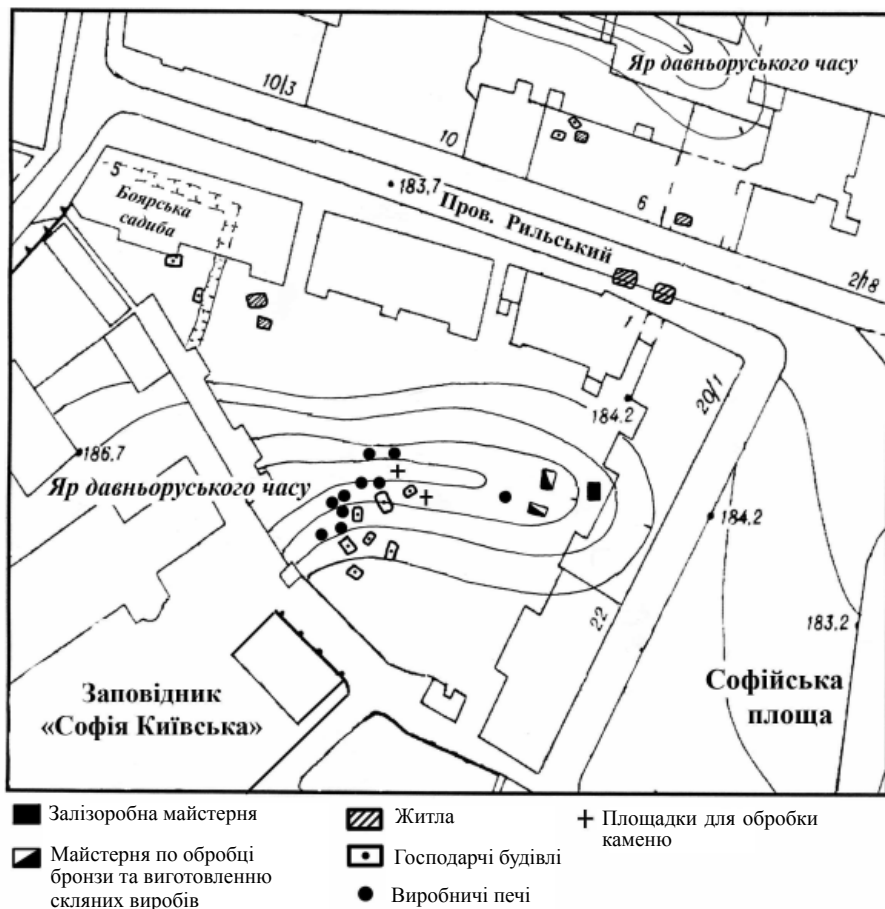 Яр давньоруського часу
10/3
10
5
183,7
6
Боярська
садиба
Пров. Рильський
2/18
1
184.2
20/1
186.7
Яр давньоруського часу
184.2
22
183.2
Заповідник
«Софія Київська»
Софійська
площа
Залізоробна майстерня
Житла
Площадки для обробки
каменю
Майстерня по обробці
бронзи та виготовленню
скляних виробів
Господарчі будівлі
Виробничі печі